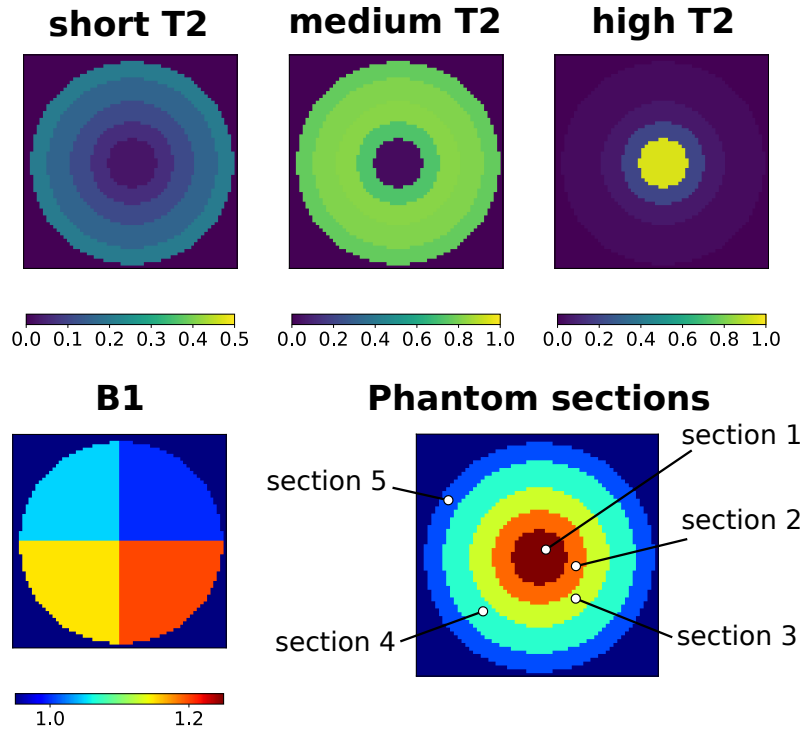 short T2
medium T2
high T2
0.0 0.1 0.2 0.3 0.4 0.5
0.0 0.2 0.4 0.6 0.8 1.0
0.0 0.2 0.4 0.6 0.8 1.0
B1
Phantom sections
section 1
section 5
section 2
section 4
section 3
1.0 1.2